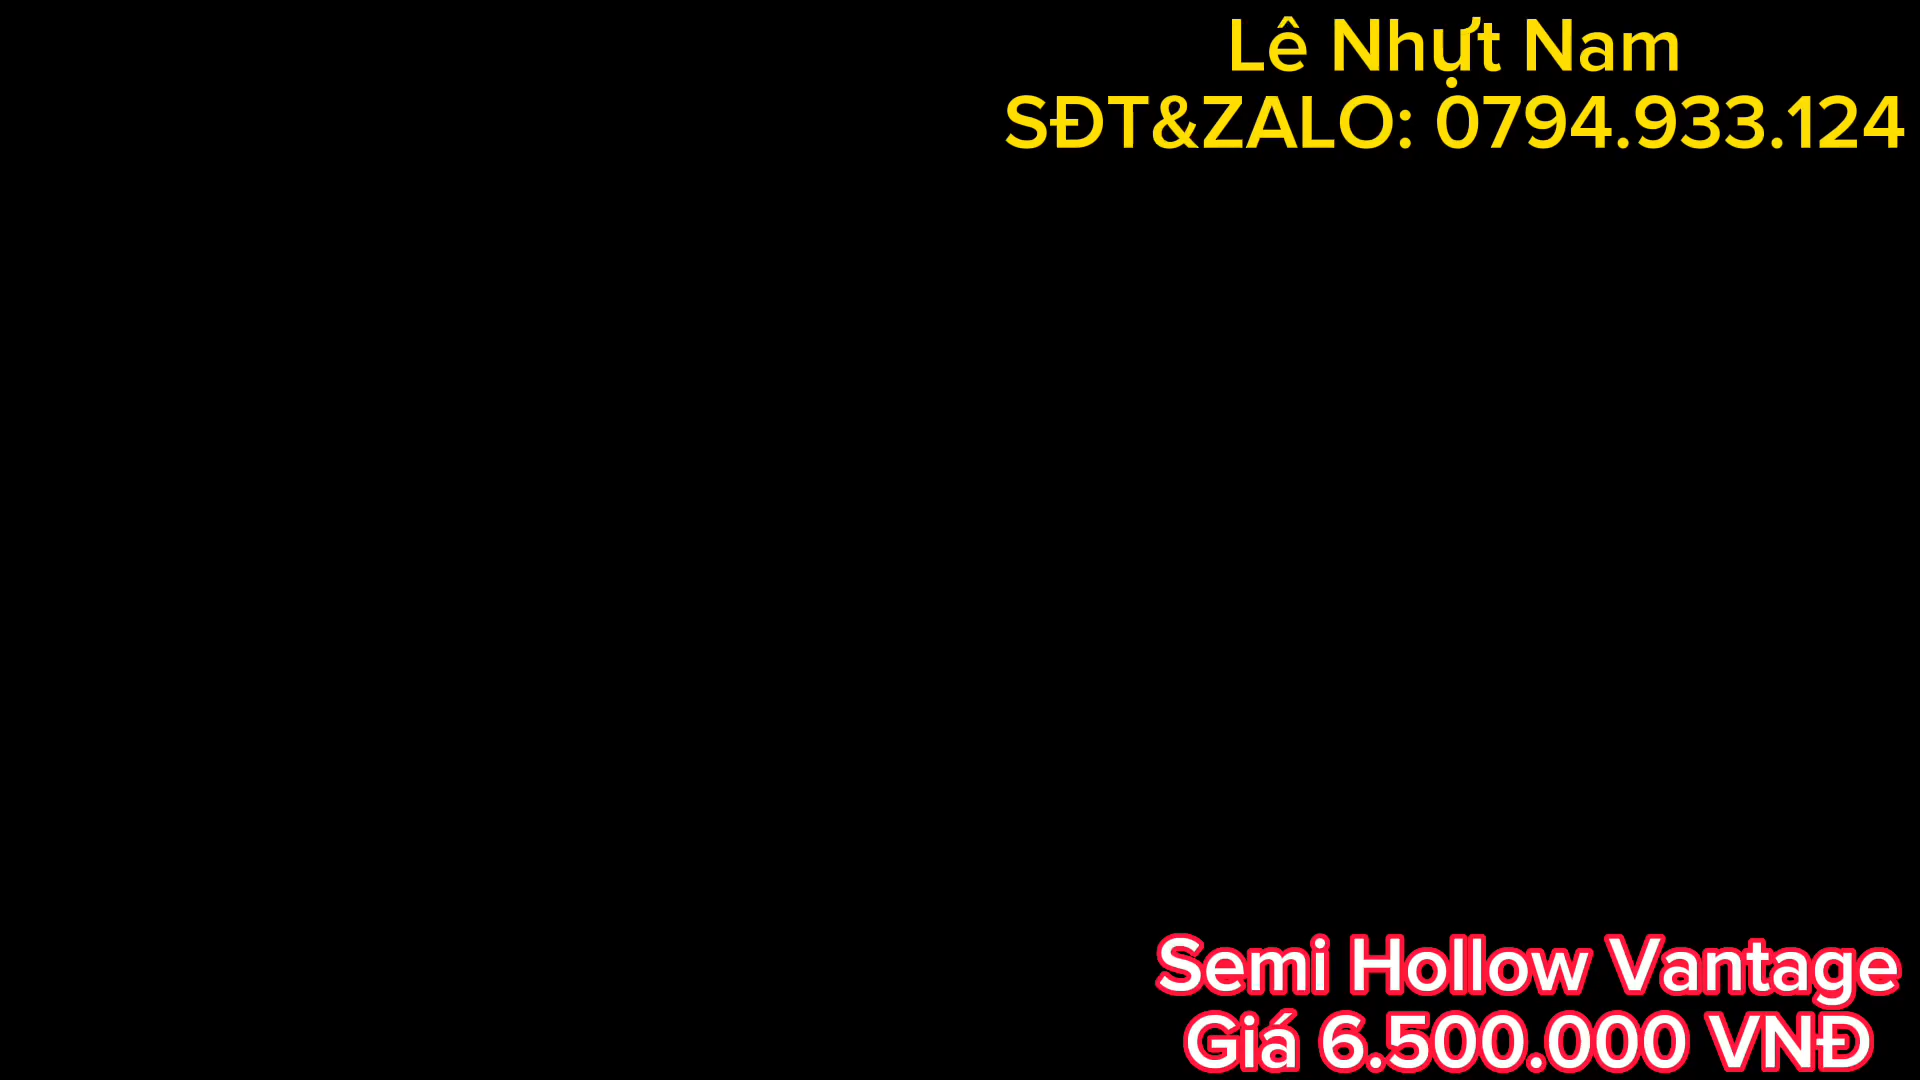 Lê Nhựt Nam
SĐT&ZALO: 0794.933.124
Semi Hollow Vantage
Giá 6.500.000 VNĐ